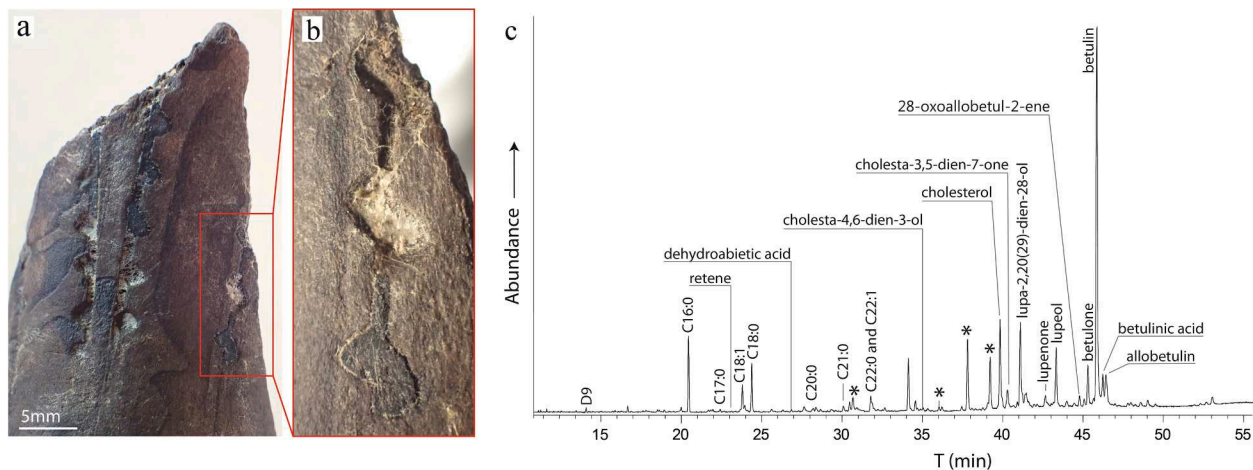 a
5mm
b
c
Abundance
D9
C16:0
C17:0
C18:1
C18:0
retene
dehydroabietic acid
C20:0
C21:0
*
C22:0 and C22:1
cholesta-4,6-dien-3-ol
*
*
*
cholesterol
cholesta-3,5-dien-7-one
lupa-2,20(29)-dien-28-ol
lupenone
lupeol
28-oxoallobetul-2-ene
betulone
betulin
betulinic acid
allobetulin
15 20 25 30 35 40 45 50 55
T (min)